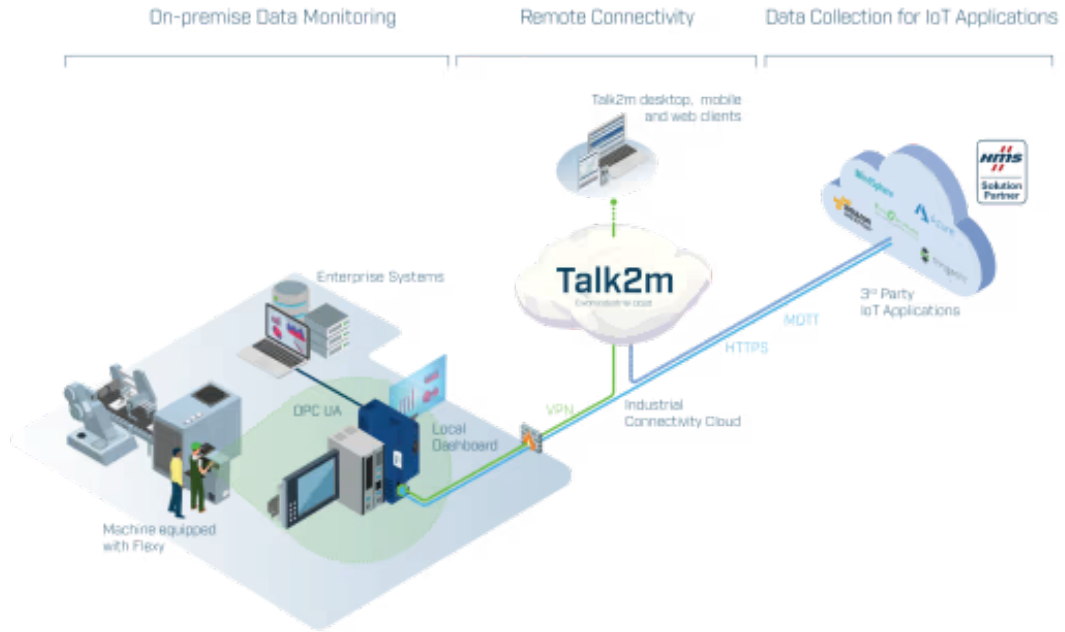 On-premise Data Monitoring
Remote Connectivity
Data Collection for IoT Applications
Talk2m desktop, mobile
and web clients
HMS
Solution
Partner
MindSphere
amazon
Azure
Talk2m
Enterprise Systems
3rd Party
IoT Applications
MQTT
HTTPS
OPC UA
VPN
Industrial
Connectivity Cloud
Local
Dashboard
Machine equipped
with Flexy